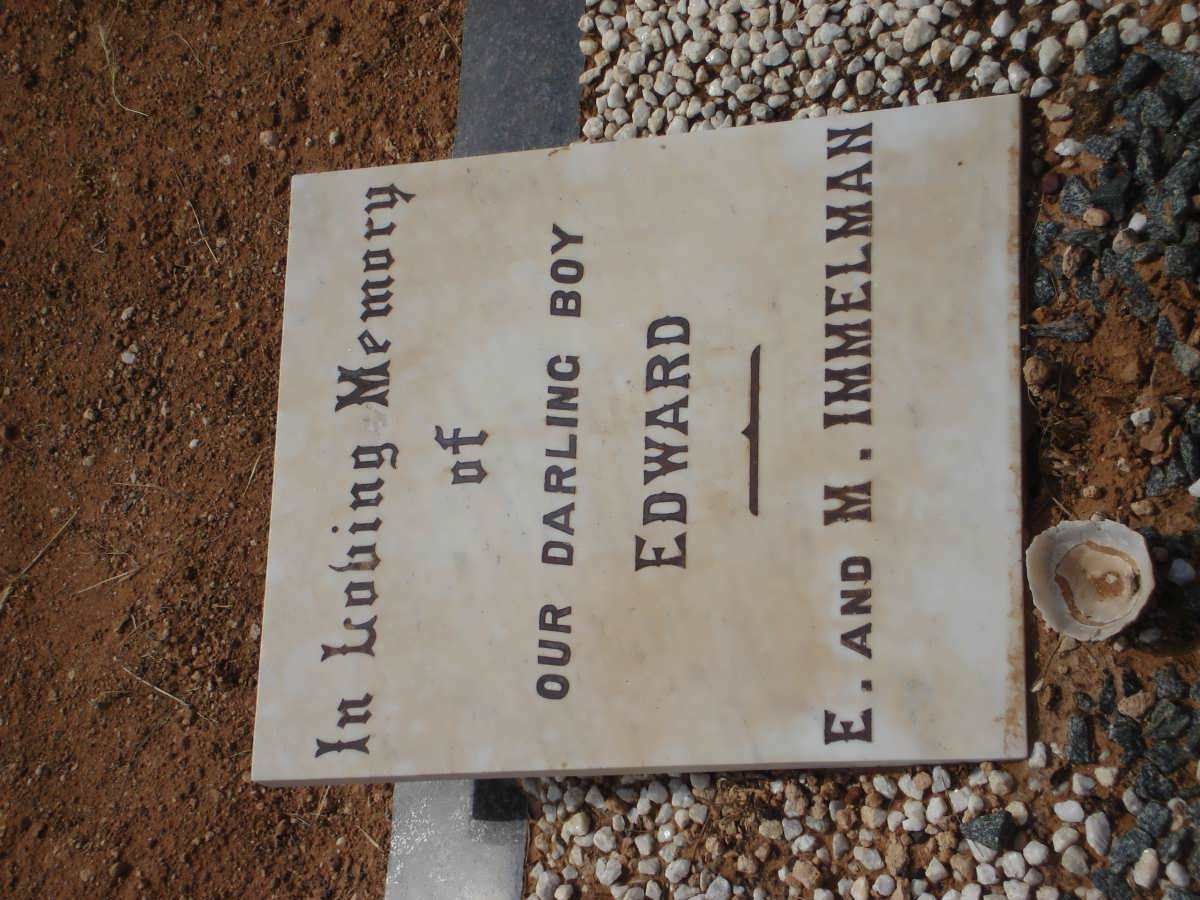 In Loving Memory
of
OUR DARLING BOY
EDWARD
E. AND M. IMMELMAN